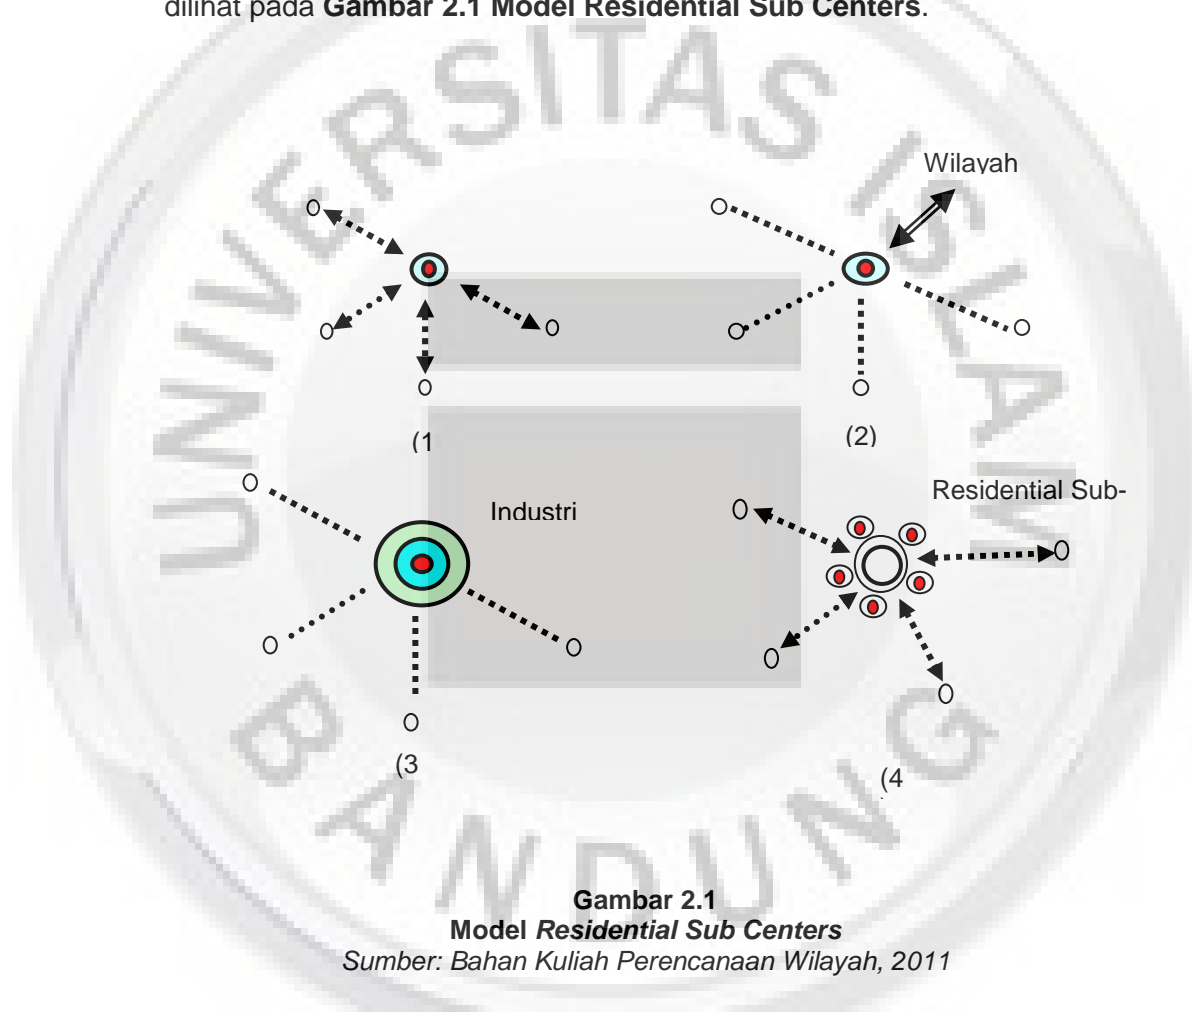 dilihat pada Gambar 2.1 Model Residential Sub Centers.
UNIVERSITAS ISLAM
BANDUNG
Wilayah
(1
(2)
Industri
Residential Sub-
(3
(4
Gambar 2.1
Model Residential Sub Centers
Sumber: Bahan Kuliah Perencanaan Wilayah, 2011